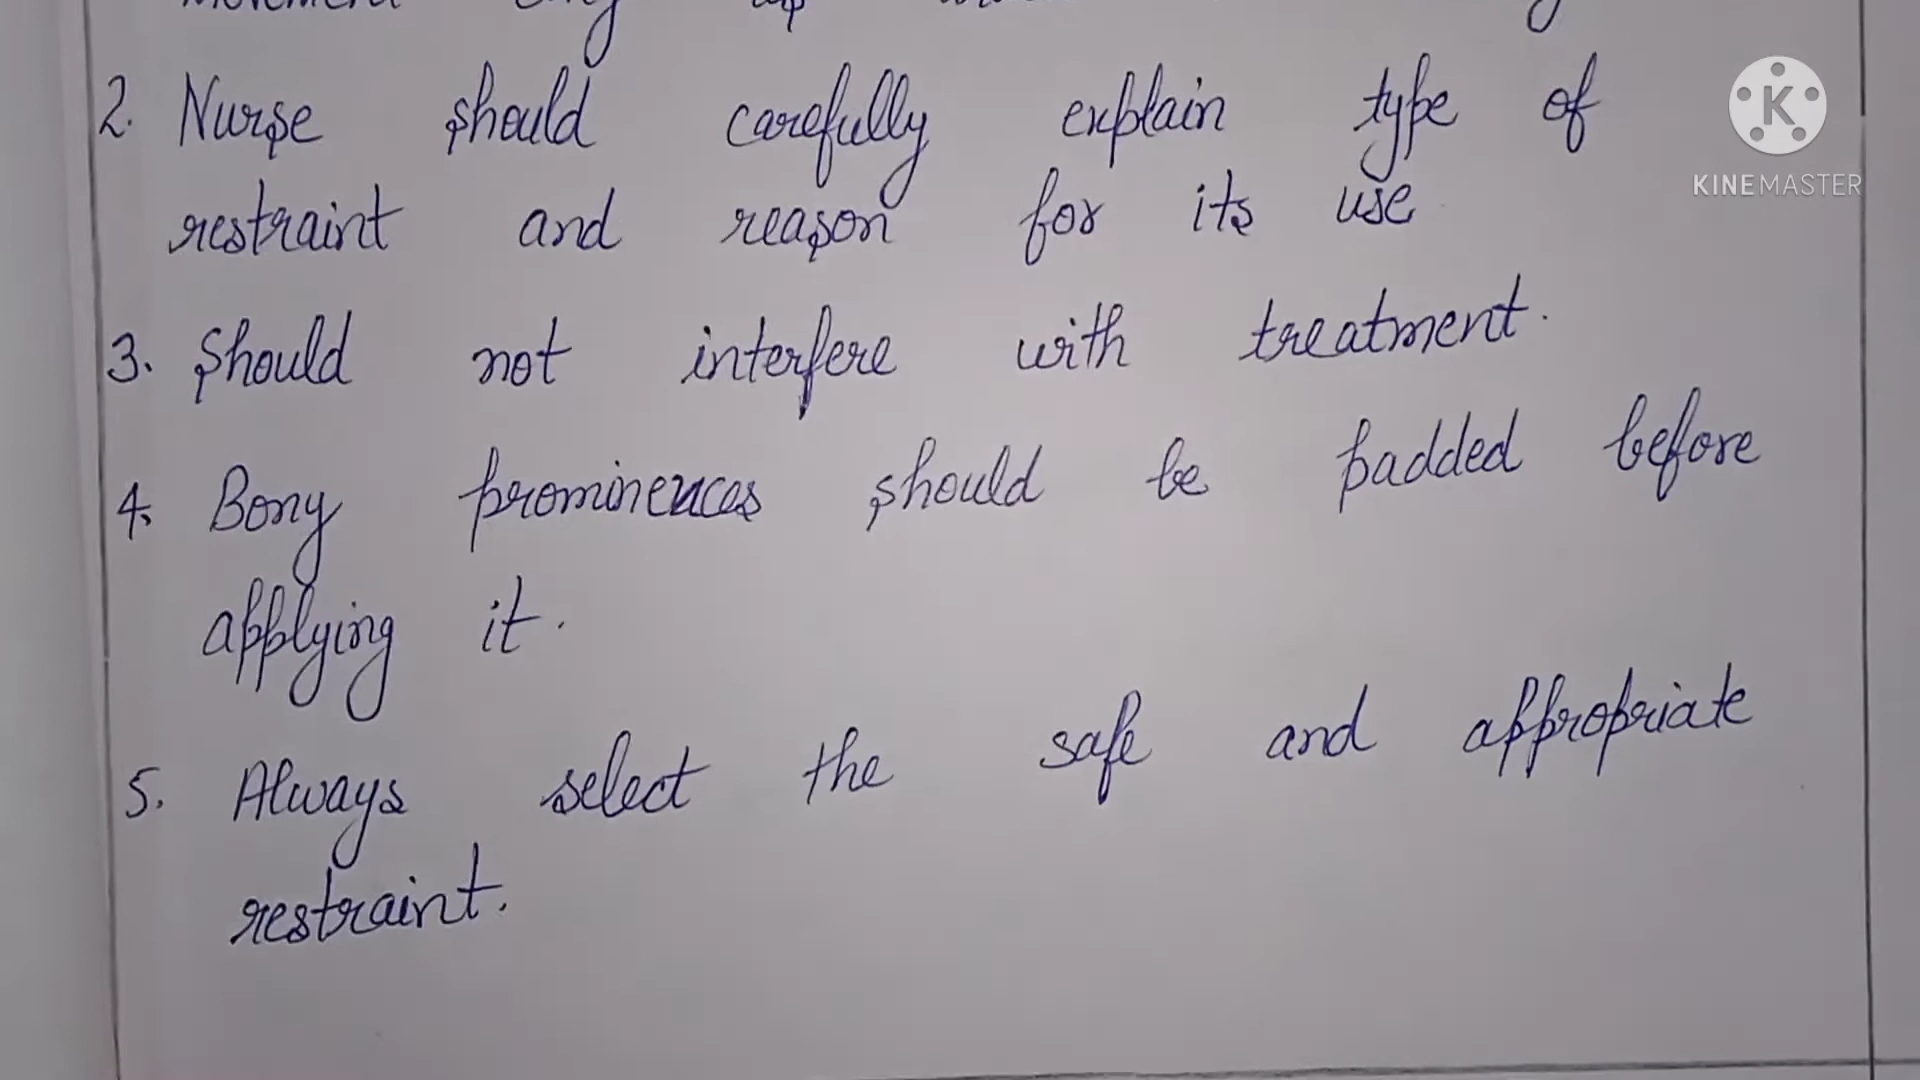 2. Nurse should carefully explain type of
restraint and reason for its use
3. Should not interfere with treatment.
4. Bony prominences should be padded before
applying it.
5. Always select the safe and appropriate
restraint.
KINEMASTER